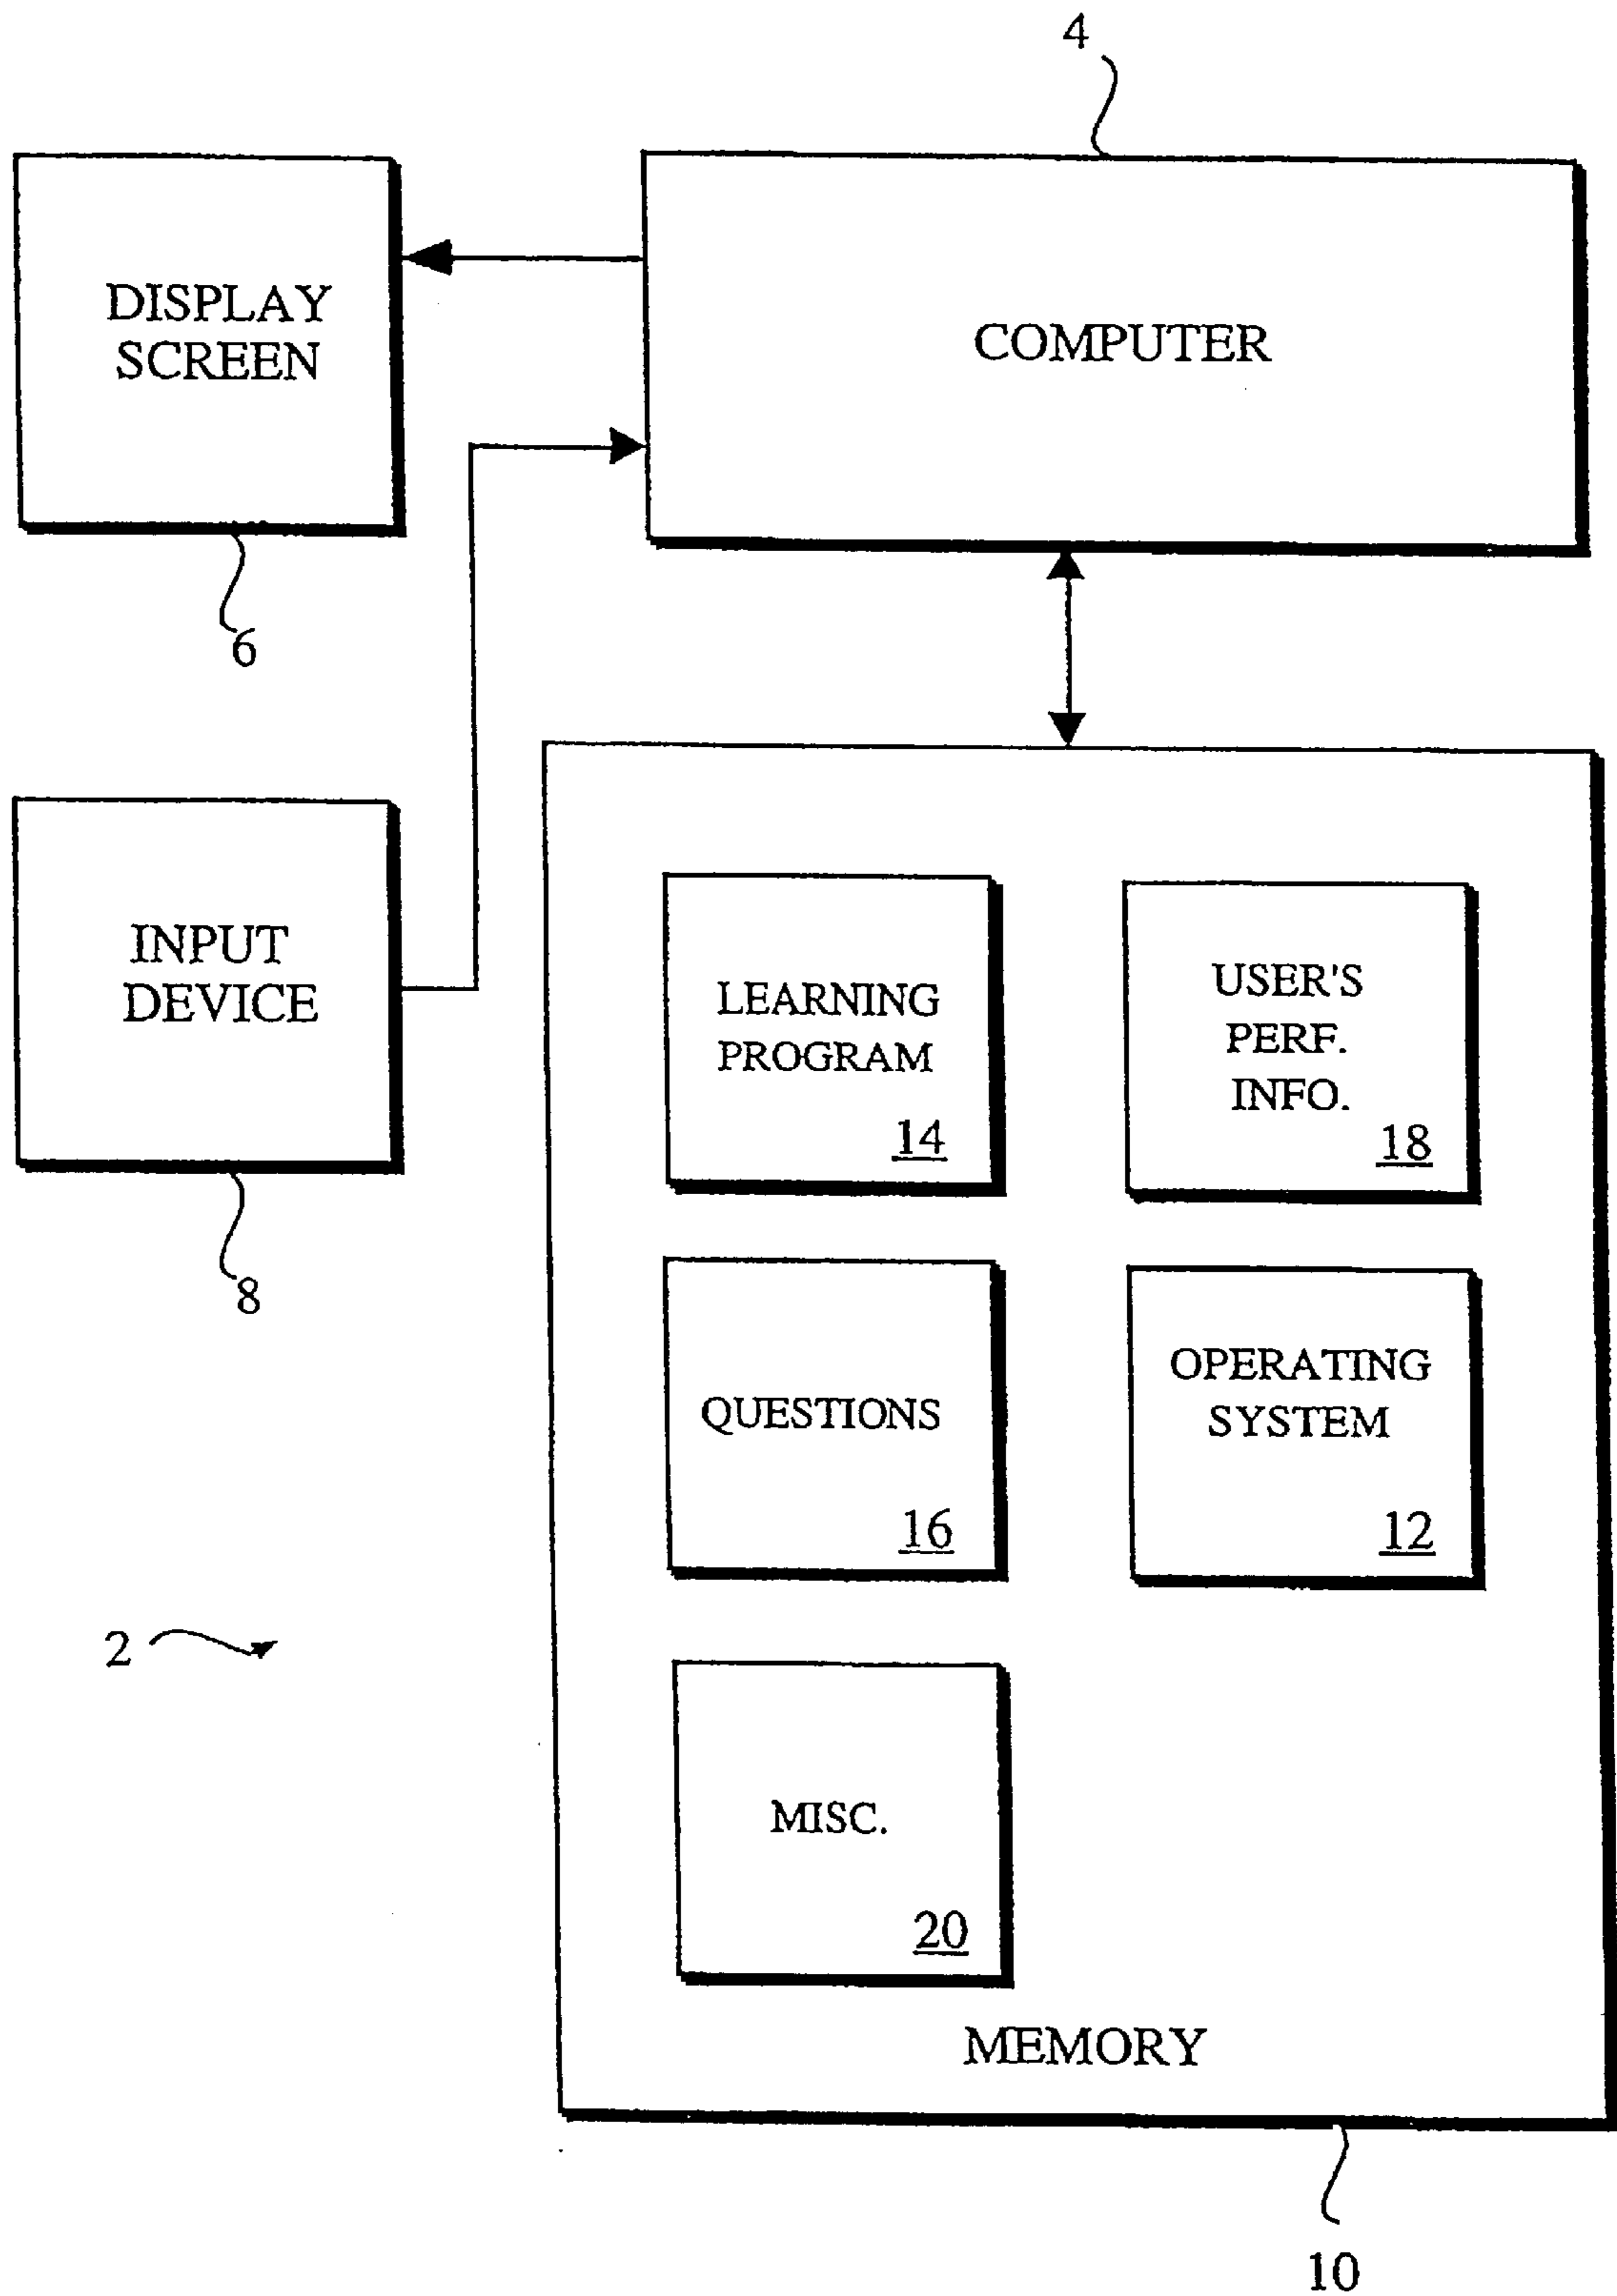 4
DISPLAY
SCREEN
COMPUTER
6
INPUT
DEVICE
8
LEARNING
PROGRAM
14
USER'S
PERF.
INFO.
18
QUESTIONS
16
OPERATING
SYSTEM
12
2
MISC.
20
MEMORY
10